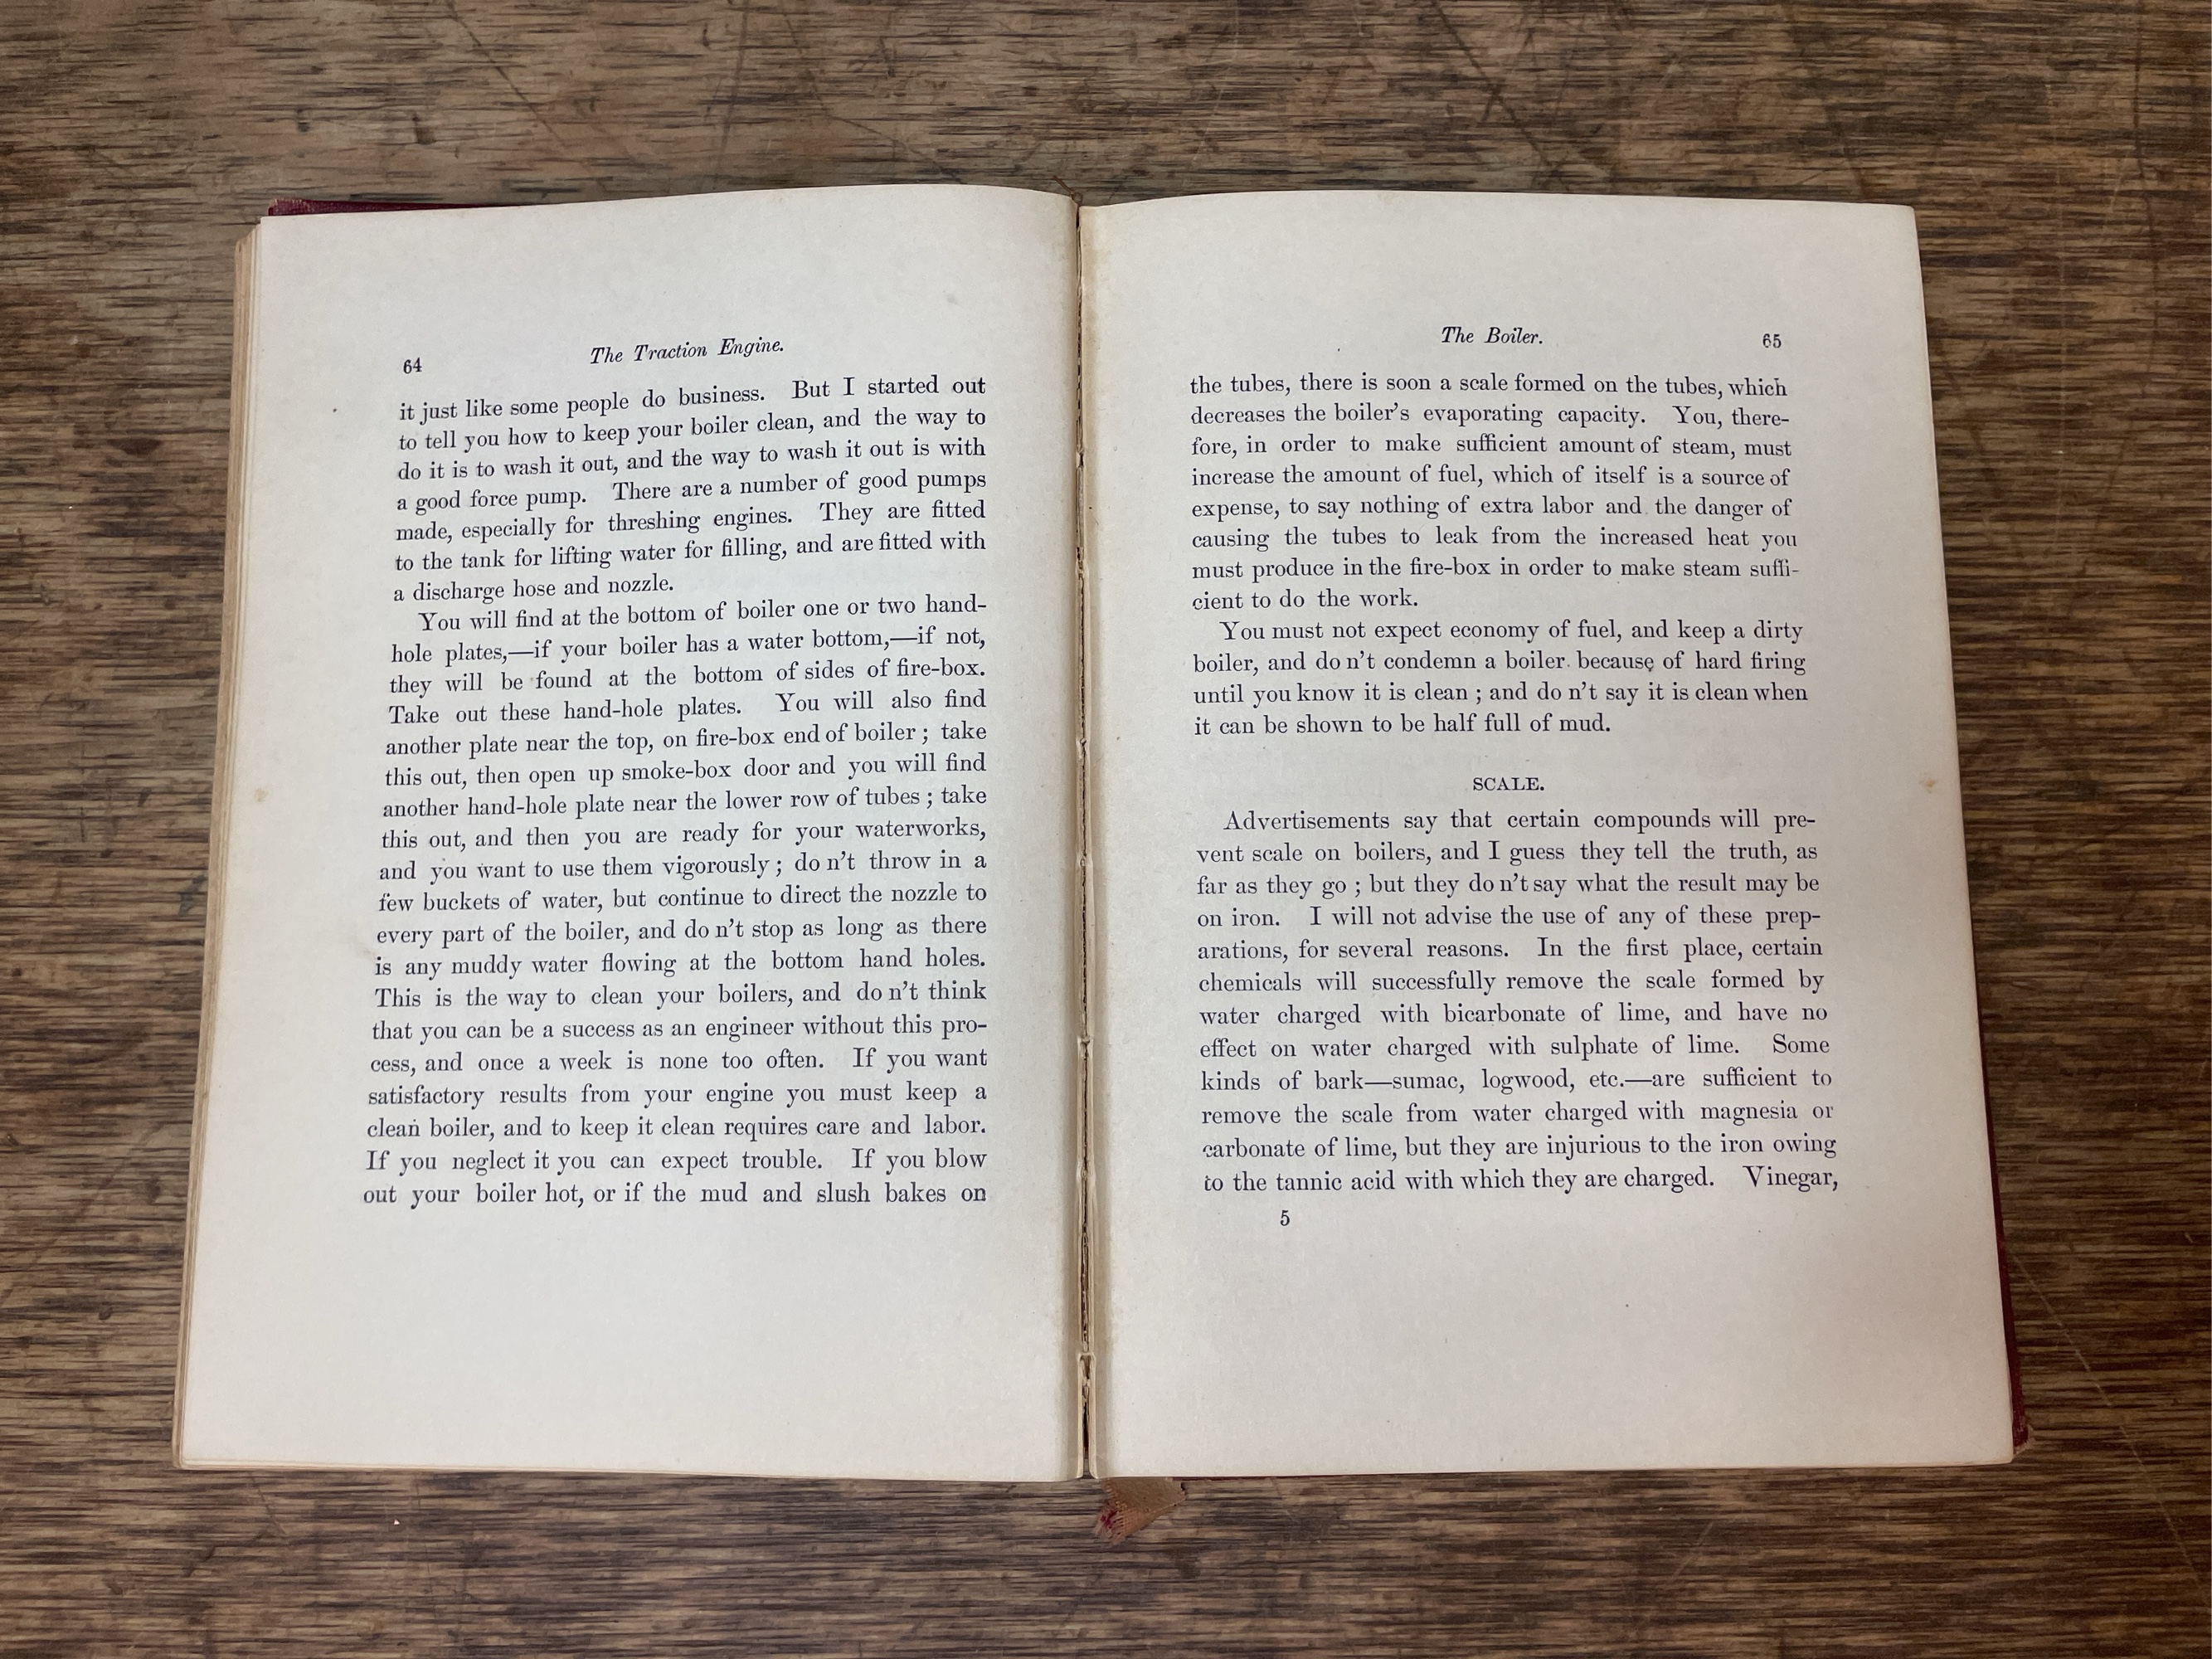 64
The Traction Engine.
it just like some people do business. But I started out
to tell you how to keep your boiler clean, and the way to
do it is to wash it out, and the way to wash it out is with
a good force pump. There are a number of good pumps
made, especially for threshing engines. They are fitted
to the tank for lifting water for filling, and are fitted with
a discharge hose and nozzle.
You will find at the bottom of boiler one or two hand-
hole plates,—if your boiler has a water bottom,—if not,
they will be found at the bottom of sides of fire-box.
Take out these hand-hole plates. You will also find
another plate near the top, on fire-box end of boiler ; take
this out, then open up smoke-box door and you will find
another hand-hole plate near the lower row of tubes ; take
this out, and then you are ready for your waterworks,
and you want to use them vigorously ; do n't throw in a
few buckets of water, but continue to direct the nozzle to
every part of the boiler, and do n't stop as long as there
is any muddy water flowing at the bottom hand holes.
This is the way to clean your boilers, and do n't think
that you can be a success as an engineer without this pro-
cess, and once a week is none too often. If you want
satisfactory results from your engine you must keep a
clean boiler, and to keep it clean requires care and labor.
If you neglect it you can expect trouble. If you blow
out your boiler hot, or if the mud and slush bakes on
The Boiler.
65
the tubes, there is soon a scale formed on the tubes, which
decreases the boiler's evaporating capacity. You, there-
fore, in order to make sufficient amount of steam, must
increase the amount of fuel, which of itself is a source of
expense, to say nothing of extra labor and the danger of
causing the tubes to leak from the increased heat you
must produce in the fire-box in order to make steam suffi-
cient to do the work.
You must not expect economy of fuel, and keep a dirty
boiler, and do n't condemn a boiler because of hard firing
until you know it is clean ; and do n't say it is clean when
it can be shown to be half full of mud.
SCALE.
Advertisements say that certain compounds will pre-
vent scale on boilers, and I guess they tell the truth, as
far as they go ; but they do n't say what the result may be
on iron. I will not advise the use of any of these prep-
arations, for several reasons. In the first place, certain
chemicals will successfully remove the scale formed by
water charged with bicarbonate of lime, and have no
effect on water charged with sulphate of lime. Some
kinds of bark—sumac, logwood, etc.—are sufficient to
remove the scale from water charged with magnesia or
carbonate of lime, but they are injurious to the iron owing
to the tannic acid with which they are charged. Vinegar,
5